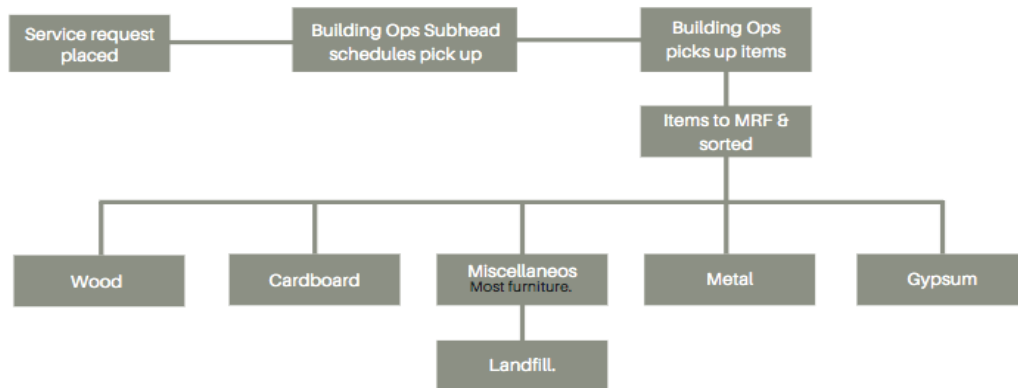 Service request
placed
Building Ops Subhead
schedules pick up
Building Ops
picks up items
Items to MRF &
sorted
Wood
Cardboard
Miscellaneos
Most furniture.
Metal
Gypsum
Landfill.